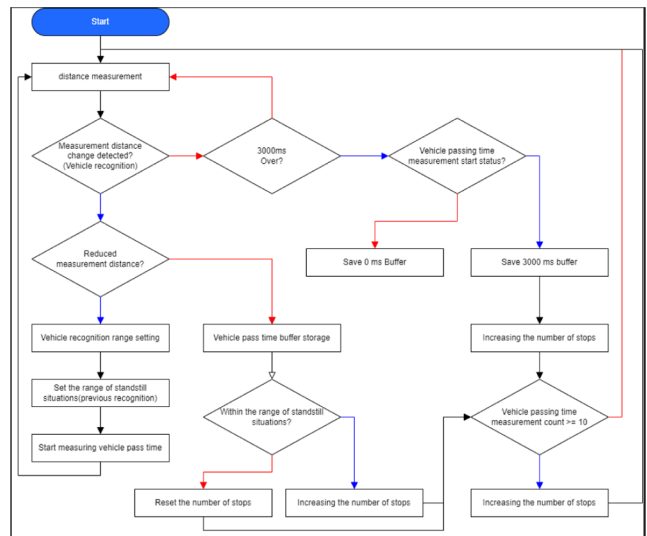 Start
distance measurement
Measurement distance
change detected?
(Vehicle recognition)
3000ms
Over?
Vehicle passing time
measurement start status?
Reduced
measurement distance?
Save 0 ms Buffer
Save 3000 ms buffer
Vehicle recognition range setting
Vehicle pass time buffer storage
Increasing the number of stops
Set the range of standstill
situations(previous recognition)
Within the range of standstill
situations?
Vehicle passing time
measurement count >= 10
Start measuring vehicle pass time
Reset the number of stops
Increasing the number of stops
Increasing the number of stops